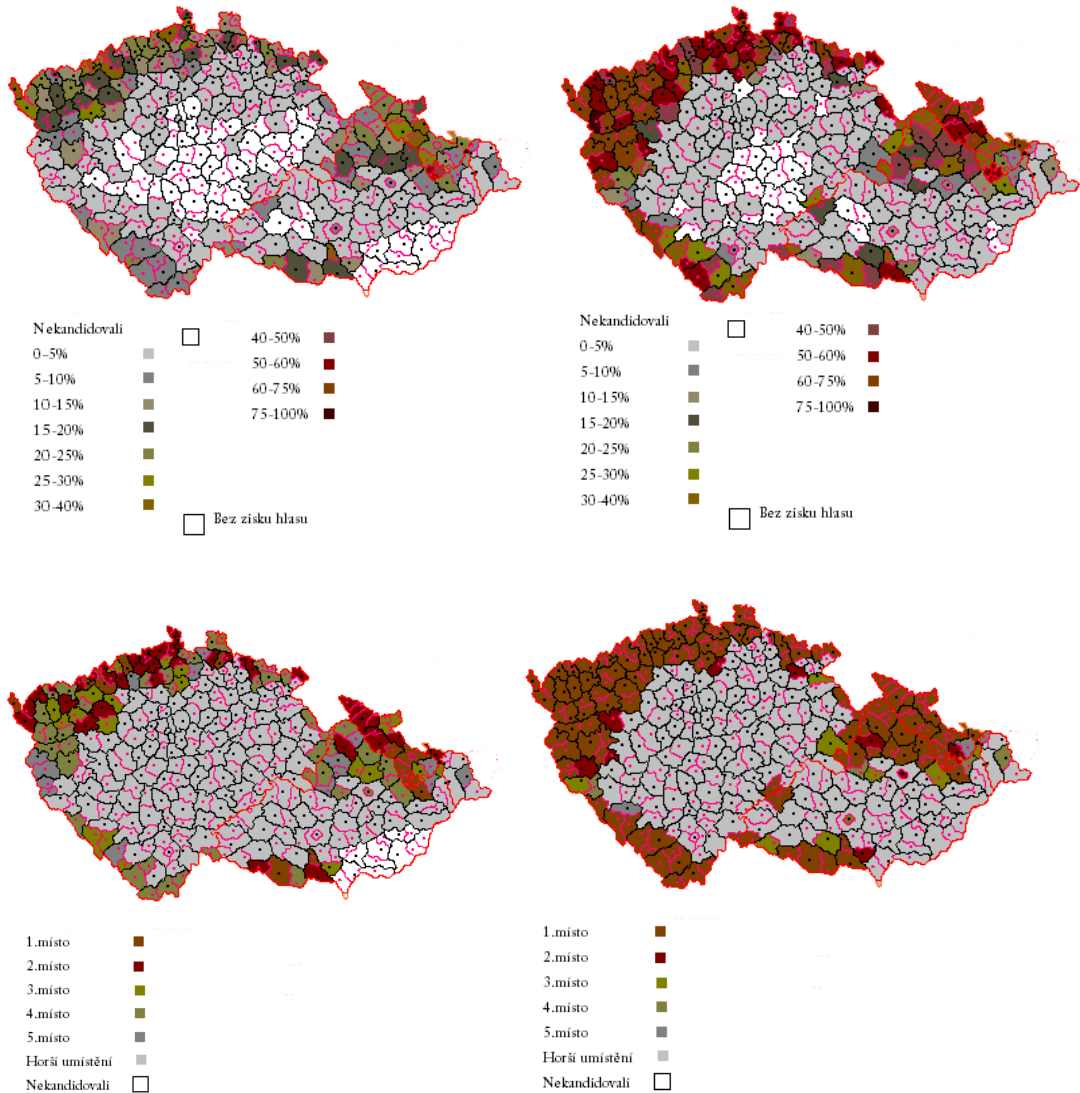 Nekandidovali
0-5%
5-10%
10-15%
15-20%
20-25%
25-30%
30-40%
40-50%
50-60%
60-75%
75-100%
Bez zisku hlasu
Nekandidovali
0-5%
5-10%
10-15%
15-20%
20-25%
25-30%
30-40%
40-50%
50-60%
60-75%
75-100%
Bez zisku hlasu
1.místo
2.místo
3.místo
4.místo
5.místo
Horší umístění
Nekandidovali
1.místo
2.místo
3.místo
4.místo
5.místo
Horší umístění
Nekandidovali